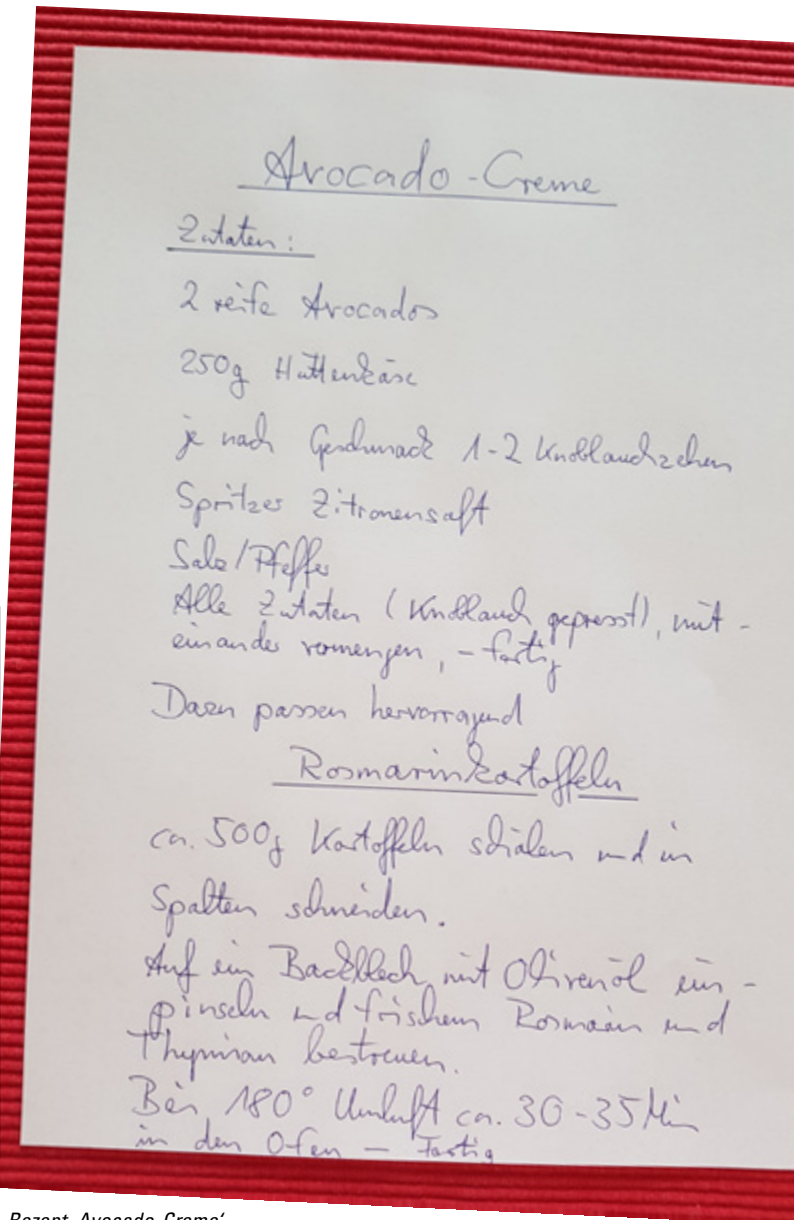 Avocado-Creme
Zutaten:
2 reife Avocados
250g Hüttenkäse
je nach Geschmack 1-2 Knoblauchzehen
Spritzer Zitronensaft
Salz/Pfeffer
Alle Zutaten (Knoblauch gepresst), mit-
einander vermengen, - fertig
Dazu passen hervorragend
Rosmarinkartoffeln
ca. 500g Kartoffeln schälen und in
Spalten schneiden.
Auf ein Backblech, mit Olivenöl ein-
pinseln und frischem Rosmarin und
Thymian bestreuen.
Bei 180° Umluft ca. 30-35 Min
in den Ofen - Fertig
Rezept ‚Avocado-Creme‘